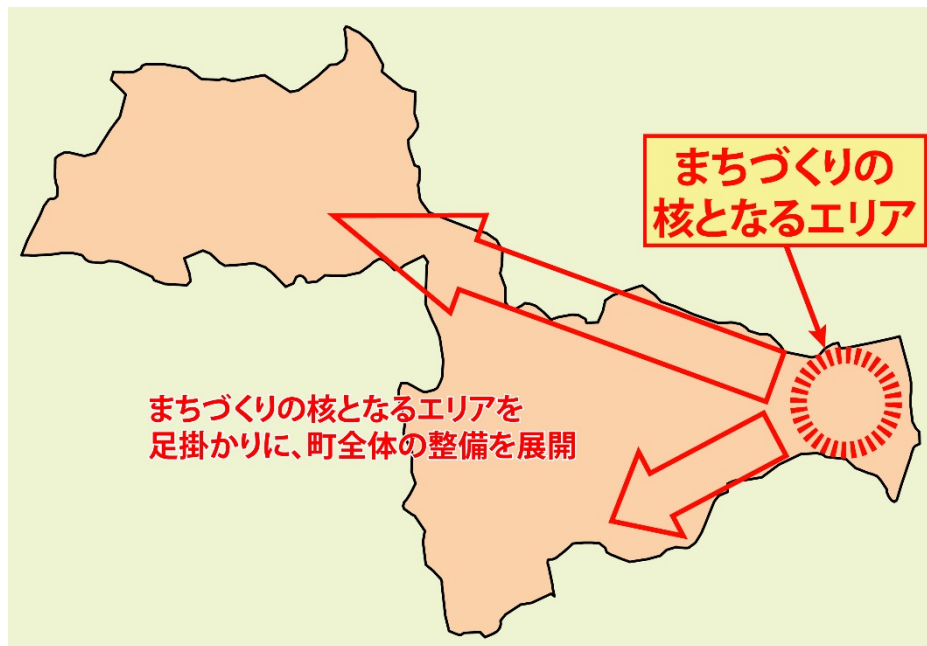 まちづくりの
核となるエリア
まちづくりの核となるエリアを
足掛かりに、町全体の整備を展開